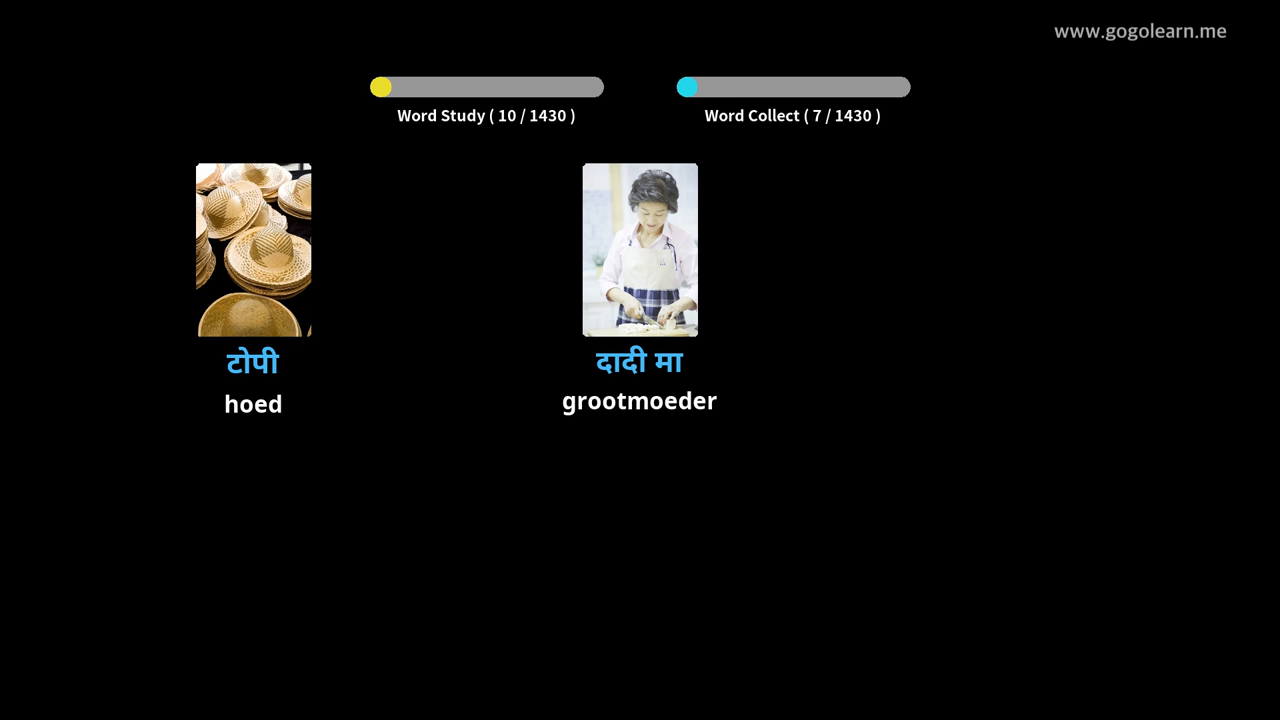 www.gogolearn.me
Word Study ( 10 / 1430 )
Word Collect ( 7 / 1430 )
टोपी
hoed
दादी मा
grootmoeder